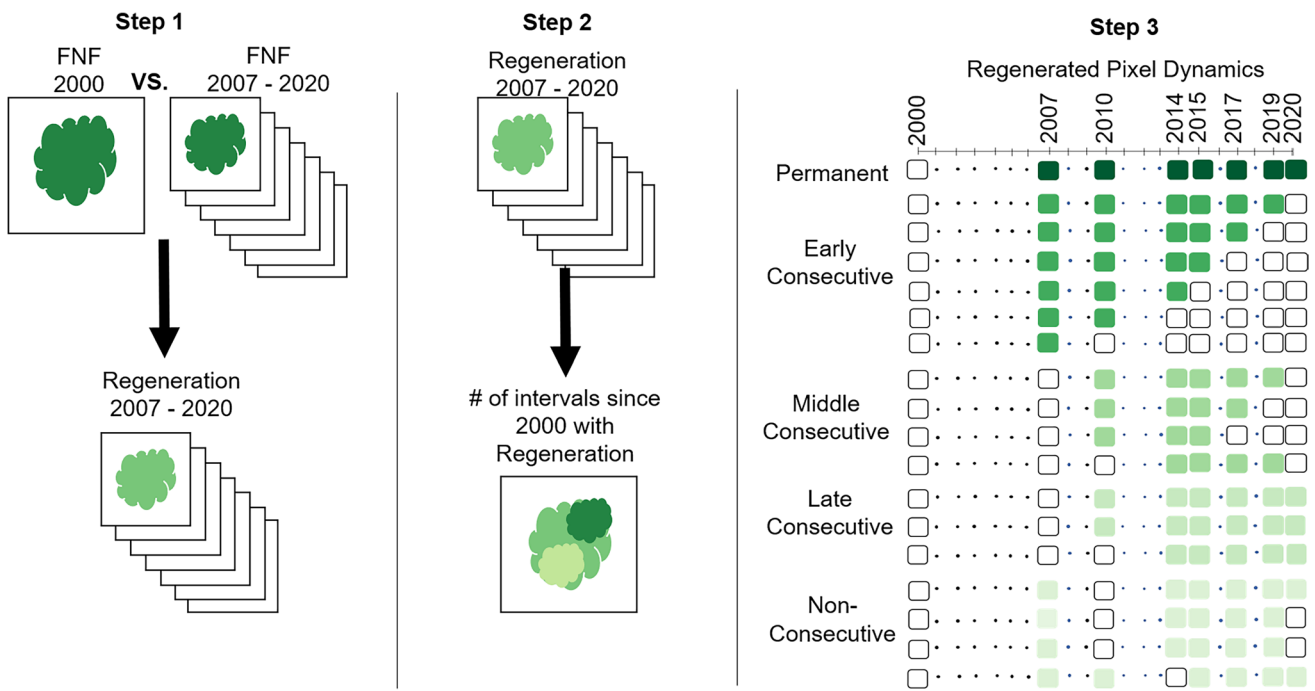 Step 1
FNF
2000
VS.
FNF
2007 - 2020
Regeneration
2007 - 2020
Step 2
Regeneration
2007 - 2020
# of intervals since
2000 with
Regeneration
Step 3
Regenerated Pixel Dynamics
2000
2007
2010
2014
2015
2017
2019
2020
Permanent
Early
Consecutive
Middle
Consecutive
Late
Consecutive
Non-
Consecutive